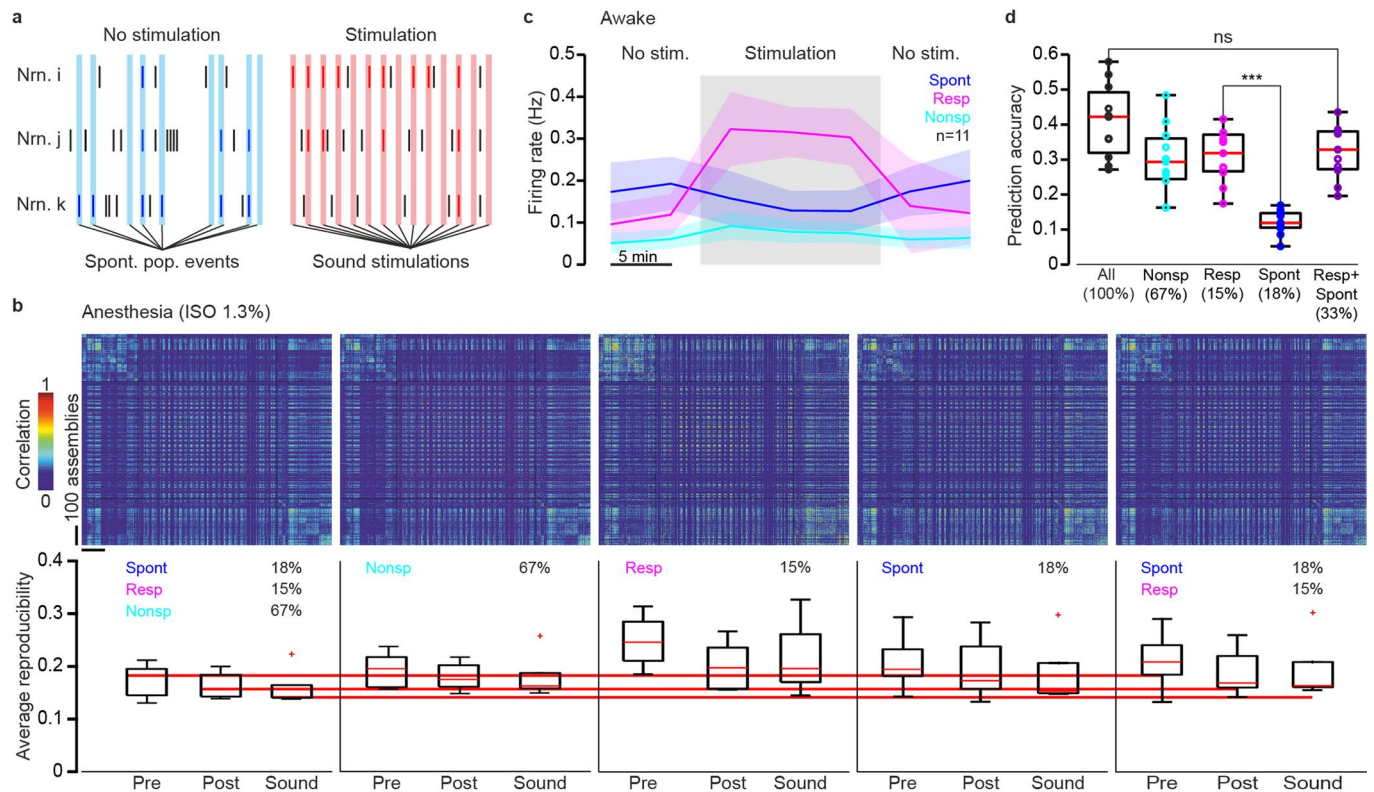 a
No stimulation
Stimulation
Nrn. i
Nrn. j
Nrn. k
Spont. pop. events
Sound stimulations
c
Awake
Firing rate (Hz)
0.5
0.4
0.3
0.2
0.1
0
No stim.
Stimulation
No stim.
Spont
Resp
Nonsp
n=11
5 min
d
Prediction accuracy
0.6
0.5
0.4
0.3
0.2
0.1
0
ns
***
All
(100%)
Nonsp
(67%)
Resp
(15%)
Spont
(18%)
Resp+
Spont
(33%)
b
Anesthesia (ISO 1.3%)
Correlation
1
0
100 assemblies
Average reproducibility
0.4
0.3
0.2
0.1
0
Spont 18%
Resp 15%
Nonsp 67%
Pre Post Sound
Nonsp 67%
Pre Post Sound
Resp 15%
Pre Post Sound
Spont 18%
Pre Post Sound
Spont 18%
Resp 15%
Pre Post Sound